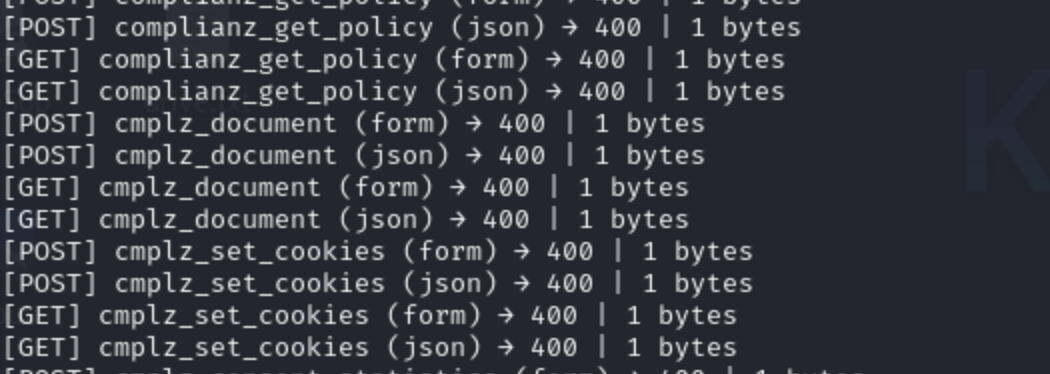 [POST] complianz_get_policy (json) → 400 | 1 bytes
[GET] complianz_get_policy (form) → 400 | 1 bytes
[GET] complianz_get_policy (json) → 400 | 1 bytes
[POST] cmplz_document (form) → 400 | 1 bytes
[POST] cmplz_document (json) → 400 | 1 bytes
[GET] cmplz_document (form) → 400 | 1 bytes
[GET] cmplz_document (json) → 400 | 1 bytes
[POST] cmplz_set_cookies (form) → 400 | 1 bytes
[POST] cmplz_set_cookies (json) → 400 | 1 bytes
[GET] cmplz_set_cookies (form) → 400 | 1 bytes
[GET] cmplz_set_cookies (json) → 400 | 1 bytes
K